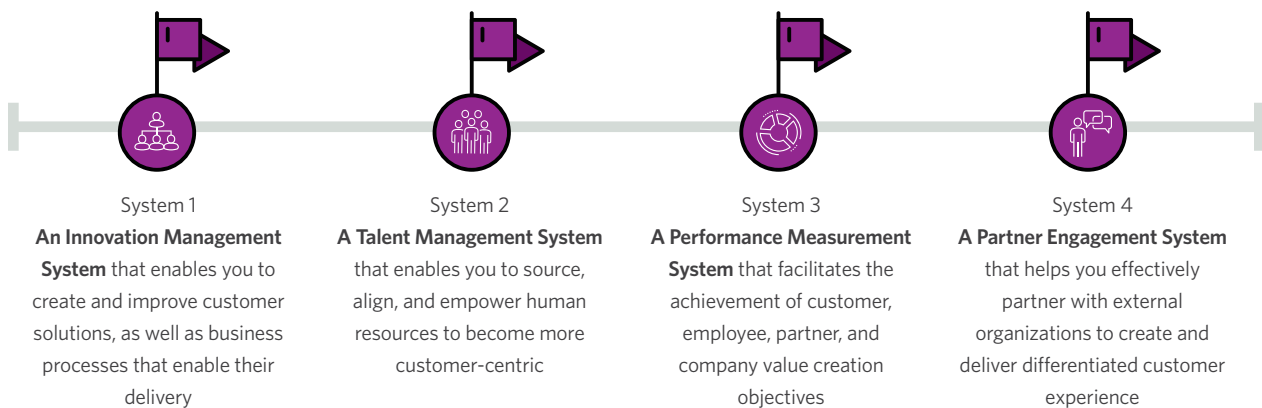 System 1
An Innovation Management
System that enables you to
create and improve customer
solutions, as well as business
processes that enable their
delivery
System 2
A Talent Management System
that enables you to source,
align, and empower human
resources to become more
customer-centric
System 3
A Performance Measurement
System that facilitates the
achievement of customer,
employee, partner, and
company value creation
objectives
System 4
A Partner Engagement System
that helps you effectively
partner with external
organizations to create and
deliver differentiated customer
experience